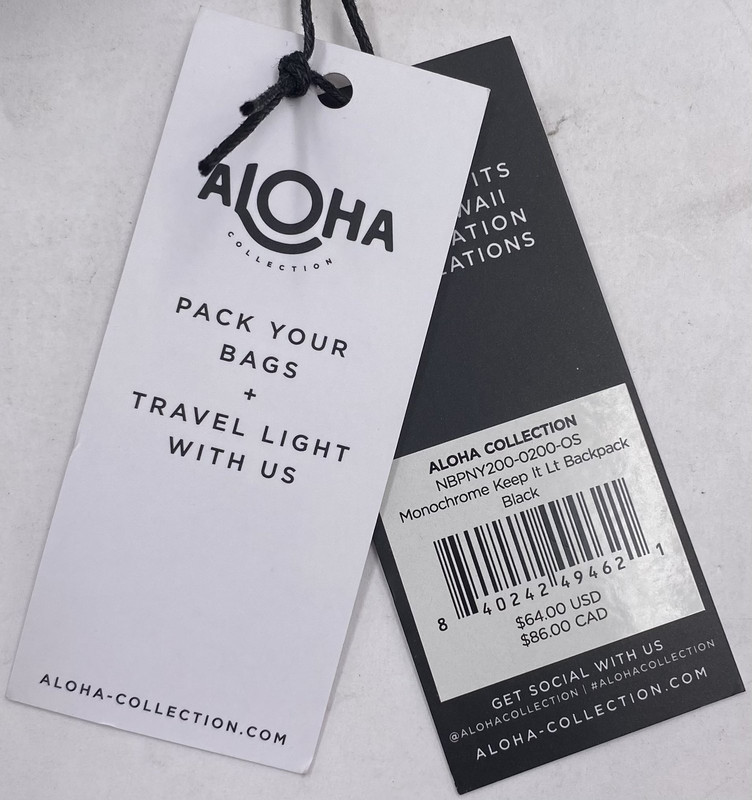 ALOHA
COLLECTION
PACK YOUR
BAGS
+
TRAVEL LIGHT
WITH US
ALOHA-COLLECTION.COM
ITS
WAII
ATION
ATIONS
ALOHA COLLECTION
NBPNY200-0200-OS
Monochrome Keep It Lt Backpack
Black
8 40242 49462 1
$64.00 USD
$86.00 CAD
GET SOCIAL WITH US
@ALOHACOLLECTION | #ALOHACOLLECTION
ALOHA-COLLECTION.COM